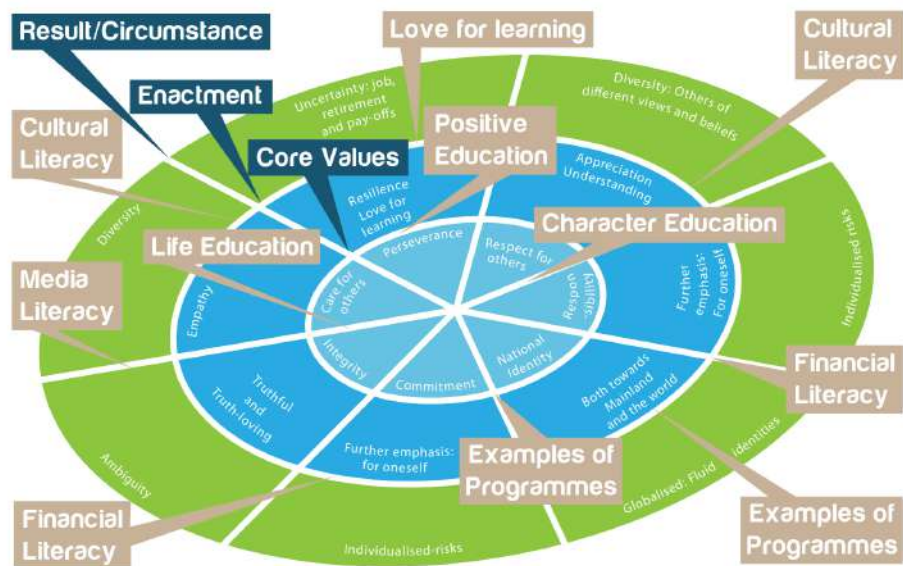 Result/Circumstance
Love for learning
Cultural
Literacy
Enactment
Uncertainty: job,
retirement
and pay-offs
Diversity: Others of
different views and beliefs
Cultural
Literacy
Positive
Education
Core Values
Resillence
Love for
learning
Appreciation
Understanding
Diversity
Life Education
Perseverance
Respect for
others
Character Education
Individualised risks
Media
Literacy
Empathy
Care for
others
Respon
sibility
Further
emphasis:
For oneself
Integrity
Commitment
National
identity
Financial
Literacy
Truthful
and
Truth-loving
Further emphasis:
for oneself
Both towards
Mainland
and the world
Examples of
Programmes
Ambiguity
Globalised: Fluid identities
Financial
Literacy
Individualised-risks
Examples of
Programmes